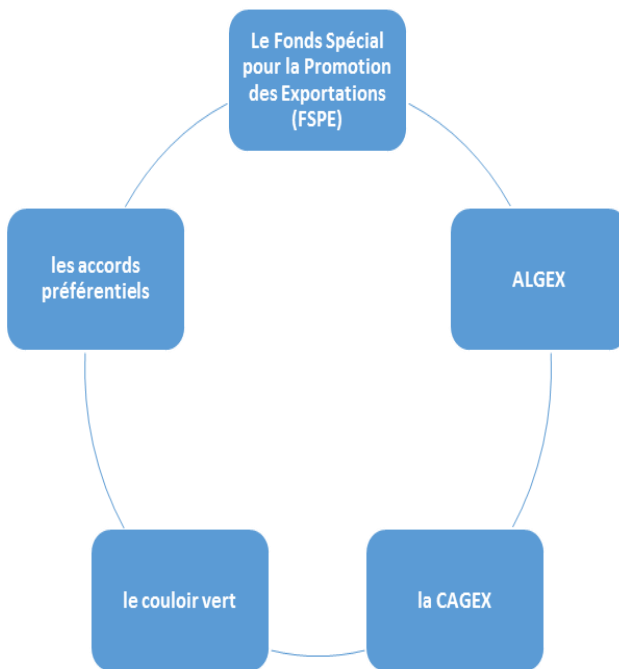 Le Fonds Spécial
pour la Promotion
des Exportations
(FSPE)
les accords
préférentiels
ALGEX
le couloir vert
la CAGEX